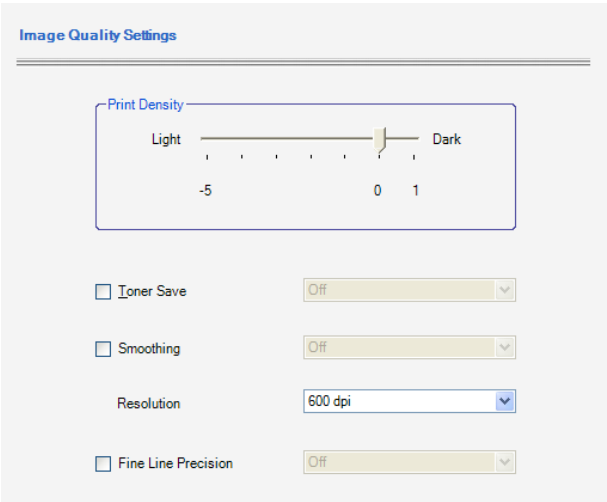 Image Quality Settings
Print Density
Light Dark
-5 0 1
Toner Save Off
Smoothing Off
Resolution 600 dpi
Fine Line Precision Off